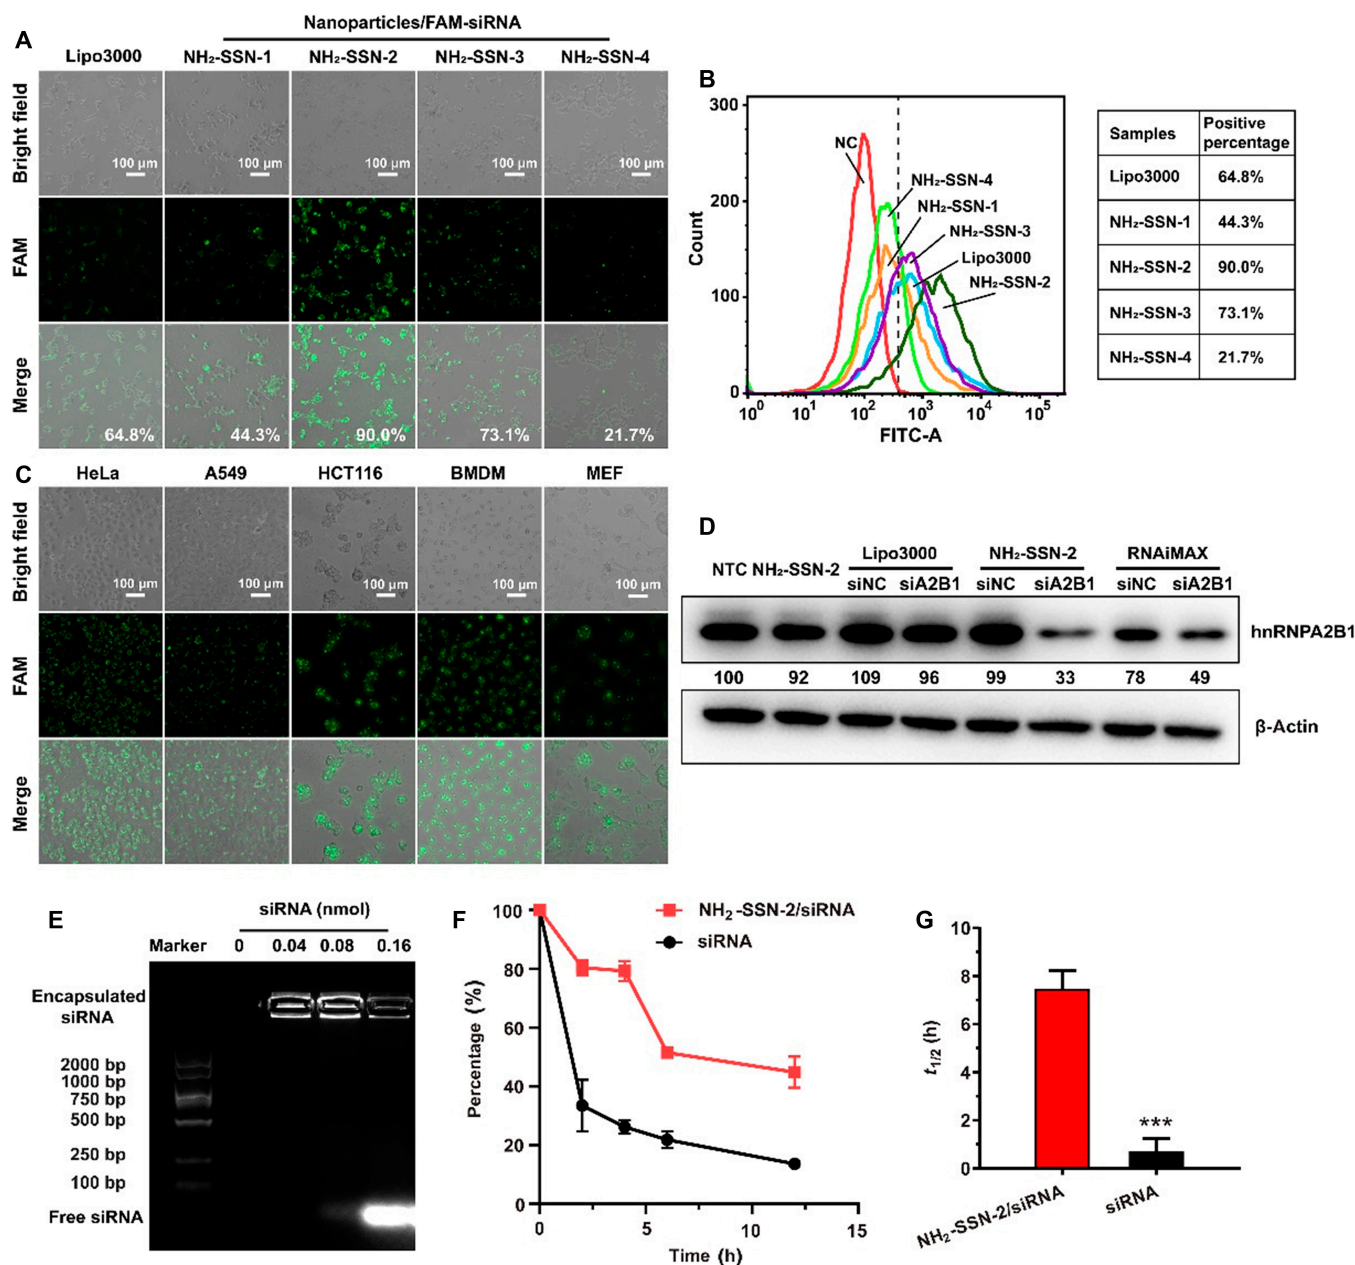 A
Nanoparticles/FAM-siRNA
Lipo3000 NH₂-SSN-1 NH₂-SSN-2 NH₂-SSN-3 NH₂-SSN-4
Bright field
100 µm 100 µm 100 µm 100 µm 100 µm
FAM
Merge
64.8% 44.3% 90.0% 73.1% 21.7%
B
300
200
100
0
Count
NC
NH₂-SSN-4
NH₂-SSN-1
NH₂-SSN-3
Lipo3000
NH₂-SSN-2
10⁰ 10¹ 10² 10³ 10⁴ 10⁵
FITC-A
Samples Positive percentage
Lipo3000 64.8%
NH₂-SSN-1 44.3%
NH₂-SSN-2 90.0%
NH₂-SSN-3 73.1%
NH₂-SSN-4 21.7%
C
HeLa A549 HCT116 BMDM MEF
Bright field
100 µm 100 µm 100 µm 100 µm 100 µm
FAM
Merge
D
Lipo3000 NH₂-SSN-2 RNAiMAX
NTC NH₂-SSN-2 siNC siA2B1 siNC siA2B1 siNC siA2B1
hnRNPA2B1
100 92 109 96 99 33 78 49
β-Actin
E
siRNA (nmol)
Marker 0 0.04 0.08 0.16
Encapsulated
siRNA
2000 bp
1000 bp
750 bp
500 bp
250 bp
100 bp
Free siRNA
F
100
80
60
40
20
0
Percentage (%)
NH₂-SSN-2/siRNA
siRNA
0 5 10 15
Time (h)
G
10
8
6
4
2
0
t1/2 (h)
***
NH₂-SSN-2/siRNA
siRNA